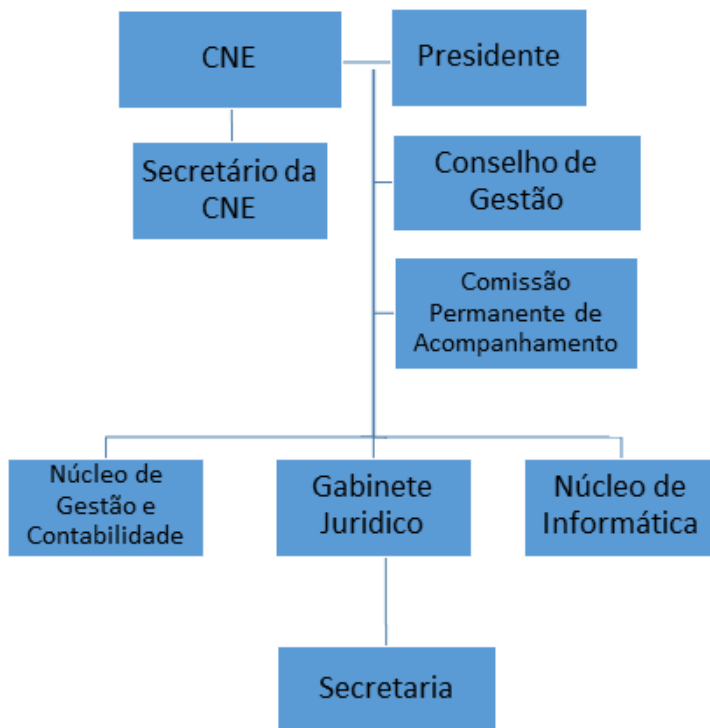 CNE
Presidente
Secretário da
CNE
Conselho de
Gestão
Comissão
Permanente de
Acompanhamento
Núcleo de
Gestão e
Contabilidade
Gabinete
Juridico
Núcleo de
Informática
Secretaria